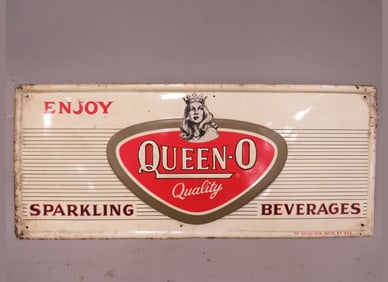 ENJOY
QUEEN-O
Quality
SPARKLING BEVERAGES